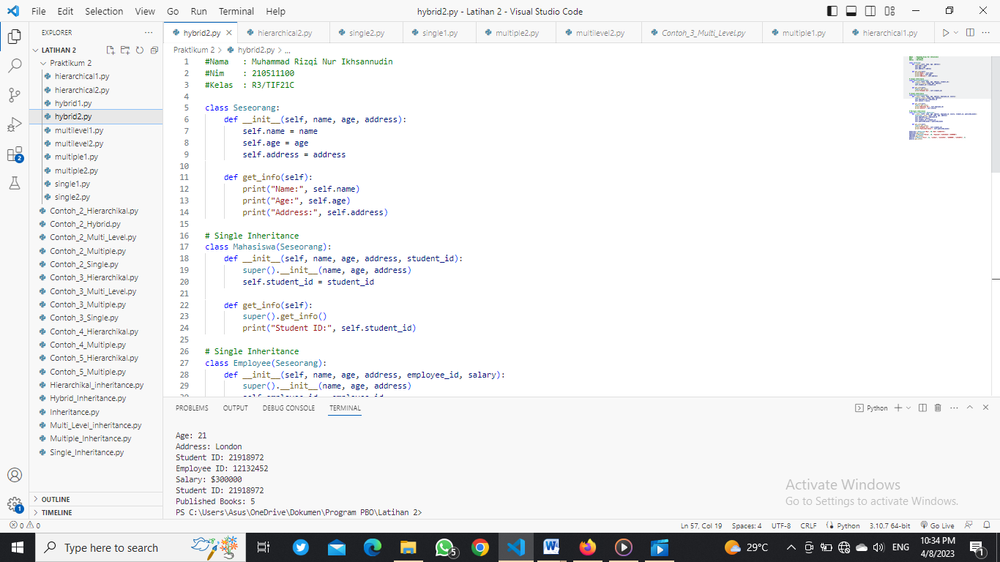 File Edit Selection View Go Run Terminal Help
hybrid2.py - Latihan 2 - Visual Studio Code
EXPLORER
hybrid2.py hierarchical2.py single2.py single1.py multiple2.py multilevel2.py Contoh_3_Multi_Level.py multiple1.py hierarchical1.py
LATIHAN 2
Praktikum 2
hierarchical1.py
hierarchical2.py
hybrid1.py
hybrid2.py
multilevel1.py
multilevel2.py
multiple1.py
multiple2.py
single1.py
single2.py
Contoh_2_Hierarchikal.py
Contoh_2_Hybrid.py
Contoh_2_Multi_Level.py
Contoh_2_Multiple.py
Contoh_2_Single.py
Contoh_3_Hierarchikal.py
Contoh_3_Multi_Level.py
Contoh_3_Multiple.py
Contoh_3_Single.py
Contoh_4_Hierarchikal.py
Contoh_4_Multiple.py
Contoh_5_Hierarchikal.py
Contoh_5_Multiple.py
Hierarchikal_inheritance.py
Hybrid_Inheritance.py
Inheritance.py
Multi_Level_inheritance.py
Multiple_Inheritance.py
Single_Inheritance.py
OUTLINE
TIMELINE
2
1
Praktikum 2 > hybrid2.py > ...
1 #Nama : Muhammad Rizqi Nur Ikhsannudin
2 #Nim : 210511100
3 #Kelas : R3/TIF21C
4
5 class Seseorang:
6 def __init__(self, name, age, address):
7 self.name = name
8 self.age = age
9 self.address = address
10
11 def get_info(self):
12 print("Name:", self.name)
13 print("Age:", self.age)
14 print("Address:", self.address)
15
16 # Single Inheritance
17 class Mahasiswa(Seseorang):
18 def __init__(self, name, age, address, student_id):
19 super().__init__(name, age, address)
20 self.student_id = student_id
21
22 def get_info(self):
23 super().get_info()
24 print("Student ID:", self.student_id)
25
26 # Single Inheritance
27 class Employee(Seseorang):
28 def __init__(self, name, age, address, employee_id, salary):
29 super().__init__(name, age, address)
PROBLEMS OUTPUT DEBUG CONSOLE TERMINAL
Python
Age: 21
Address: London
Student ID: 21918972
Employee ID: 12132452
Salary: $300000
Student ID: 21918972
Published Books: 5
PS C:\Users\Asus\OneDrive\Dokumen\Program PBO\Latihan 2>
Activate Windows
Go to Settings to activate Windows.
0 0
Ln 57, Col 19 Spaces: 4 UTF-8 CRLF Python 3.10.7 64-bit Go Live
Type here to search
5
29°C
ENG
10:34 PM
4/8/2023
1